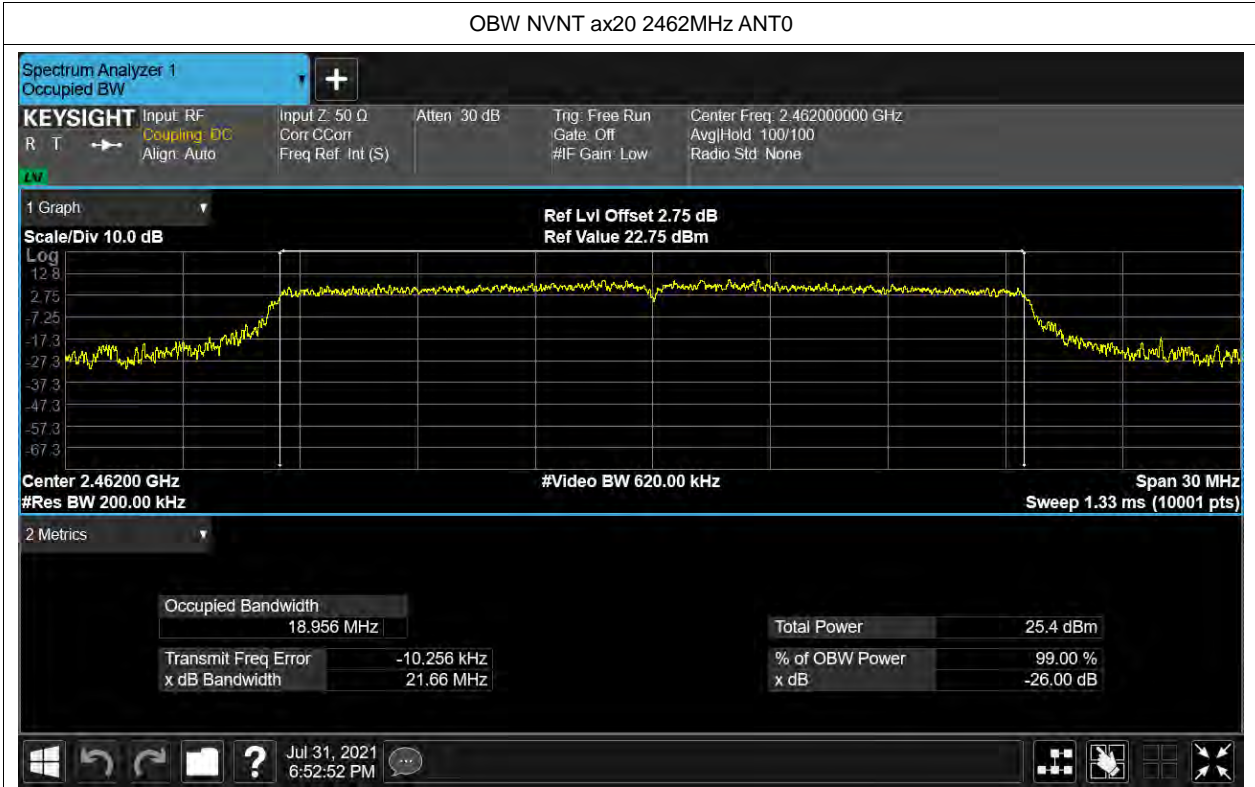 OBW NVNT ax20 2462MHz ANT0
Spectrum Analyzer 1
Occupied BW
+
KEYSIGHT Input: RF Input Z: 50 Ω Atten: 30 dB Trig: Free Run Center Freq: 2.462000000 GHz
R T Coupling: DC Corr CCorr Gate: Off Avg|Hold: 100/100
Align: Auto Freq Ref: Int (S) #IF Gain: Low Radio Std: None
1 Graph
Ref Lvl Offset 2.75 dB
Scale/Div 10.0 dB Ref Value 22.75 dBm
Log
12.8
2.75
-7.25
-17.3
-27.3
-37.3
-47.3
-57.3
-67.3
Center 2.46200 GHz #Video BW 620.00 kHz Span 30 MHz
#Res BW 200.00 kHz Sweep 1.33 ms (10001 pts)
2 Metrics
Occupied Bandwidth
18.956 MHz Total Power 25.4 dBm
Transmit Freq Error -10.256 kHz % of OBW Power 99.00 %
x dB Bandwidth 21.66 MHz x dB -26.00 dB
? Jul 31, 2021
6:52:52 PM